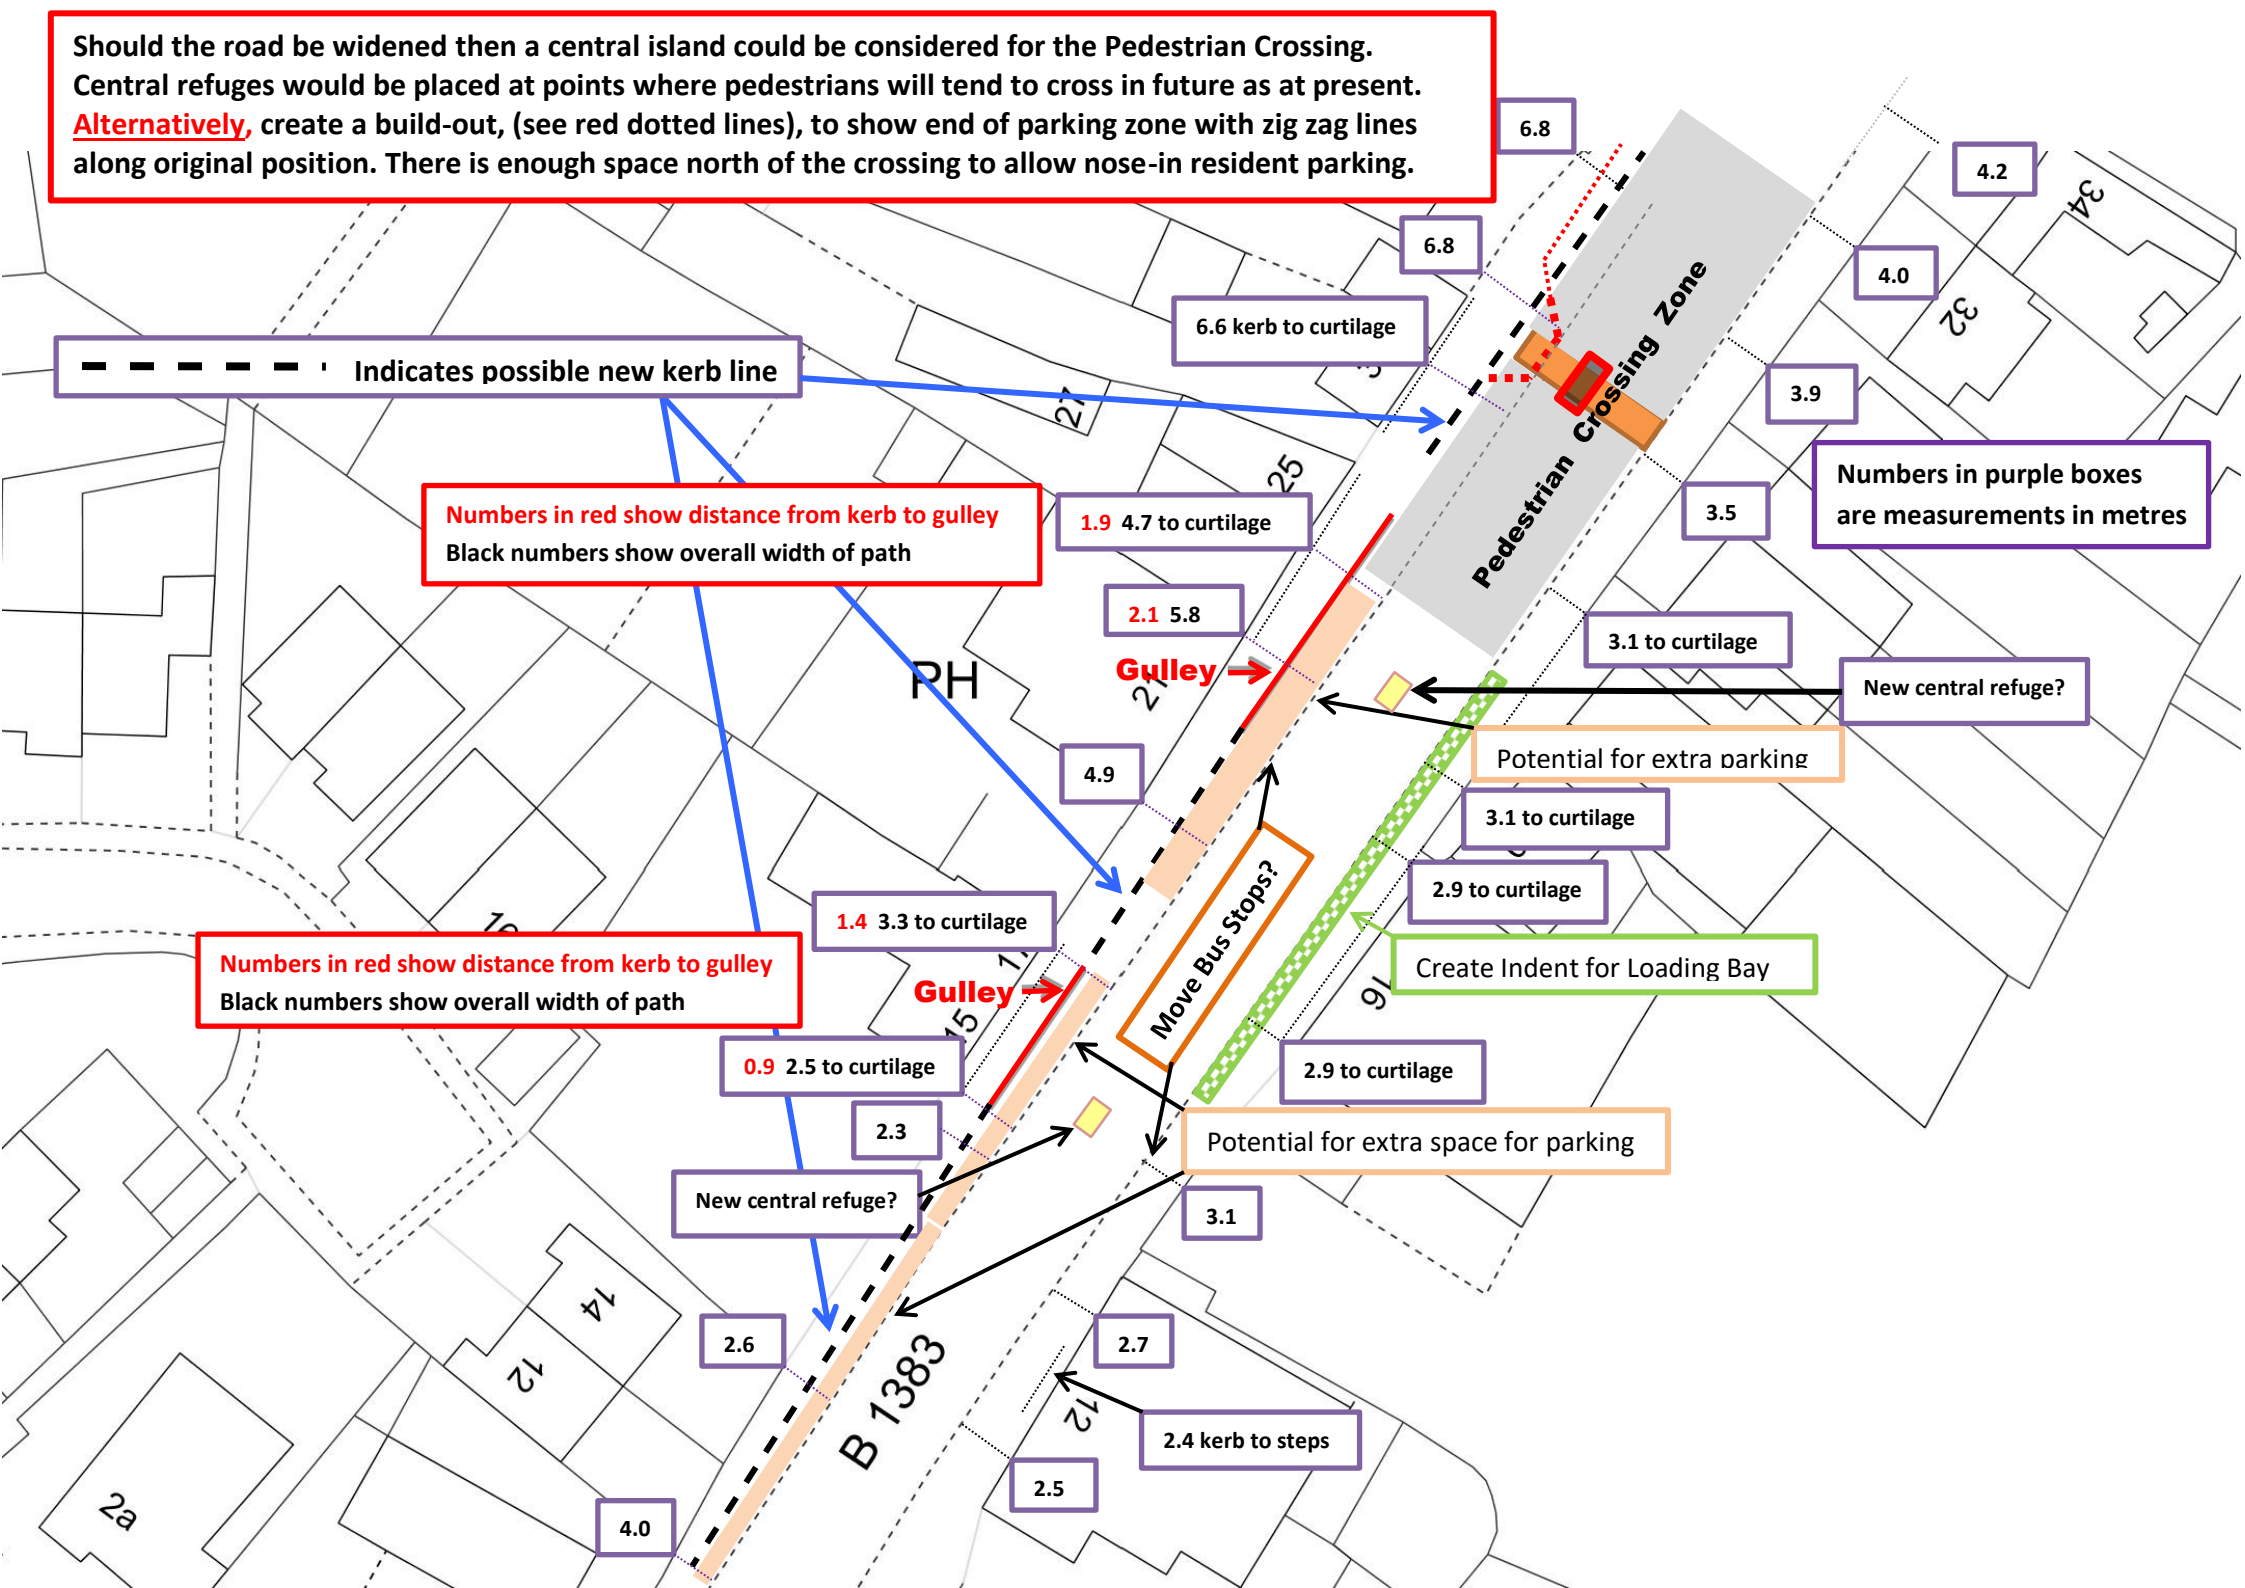 Should the road be widened then a central island could be considered for the Pedestrian Crossing.
Central refuges would be placed at points where pedestrians will tend to cross in future as at present.
Alternatively, create a build-out, (see red dotted lines), to show end of parking zone with zig zag lines
along original position. There is enough space north of the crossing to allow nose-in resident parking.
6.8
4.2
34
6.8
4.0
32
6.6 kerb to curtilage
Indicates possible new kerb line
3.9
27
Pedestrian Crossing Zone
Numbers in purple boxes
are measurements in metres
25
Numbers in red show distance from kerb to gulley
Black numbers show overall width of path
1.9 4.7 to curtilage
3.5
2.1 5.8
3.1 to curtilage
Gulley
PH
21
New central refuge?
Potential for extra parking
4.9
3.1 to curtilage
2.9 to curtilage
Move Bus Stops?
1.4 3.3 to curtilage
Numbers in red show distance from kerb to gulley
Black numbers show overall width of path
Create Indent for Loading Bay
Gulley
16
15
0.9 2.5 to curtilage
2.9 to curtilage
2.3
Potential for extra space for parking
New central refuge?
3.1
14
12
2.6
2.7
B 1383
12
2.4 kerb to steps
2.5
2a
4.0